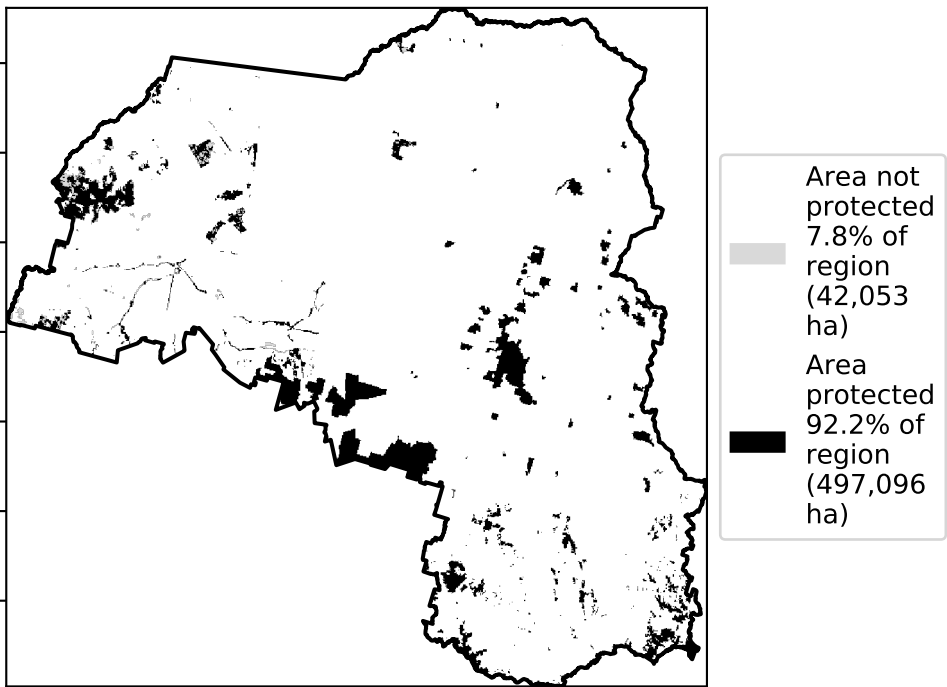 Area not
protected
7.8% of
region
(42,053
ha)
Area
protected
92.2% of
region
(497,096
ha)